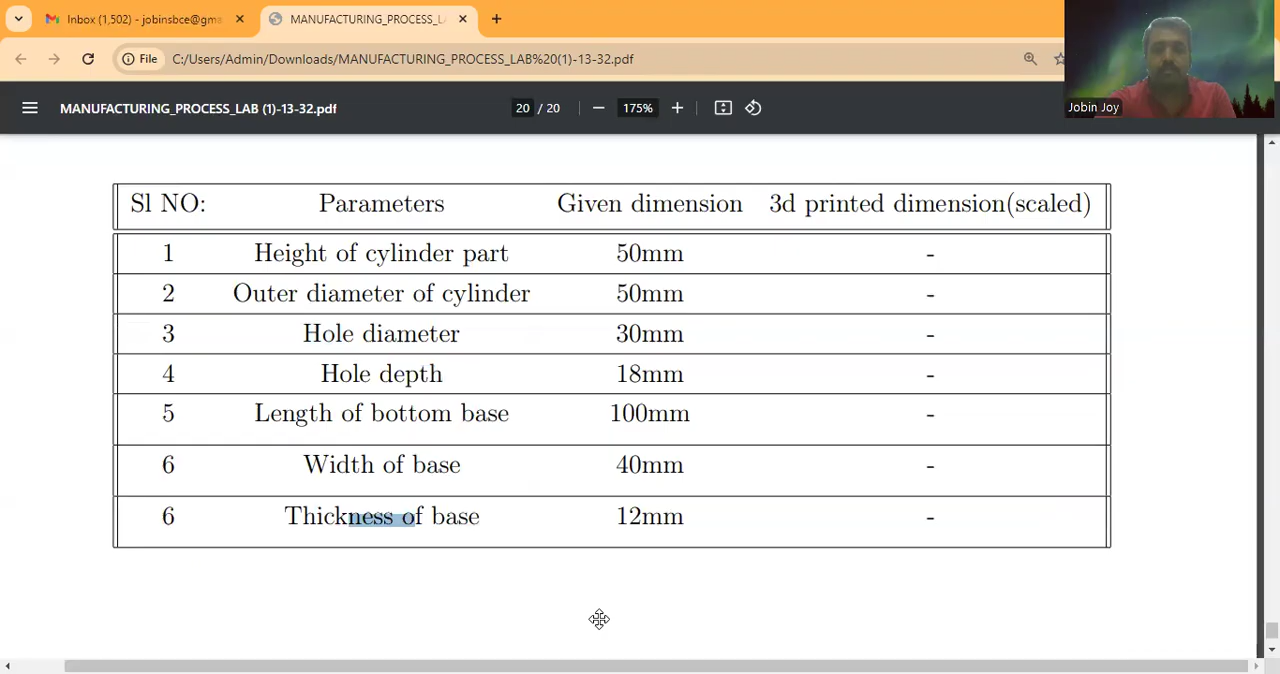 Inbox (1,502) - jobinsbce@gma
MANUFACTURING_PROCESS_LA
File C:/Users/Admin/Downloads/MANUFACTURING_PROCESS_LAB%20(1)-13-32.pdf
MANUFACTURING_PROCESS_LAB (1)-13-32.pdf 20 / 20 175%
Jobin Joy
Sl NO: Parameters Given dimension 3d printed dimension(scaled)
1 Height of cylinder part 50mm -
2 Outer diameter of cylinder 50mm -
3 Hole diameter 30mm -
4 Hole depth 18mm -
5 Length of bottom base 100mm -
6 Width of base 40mm -
6 Thickness of base 12mm -